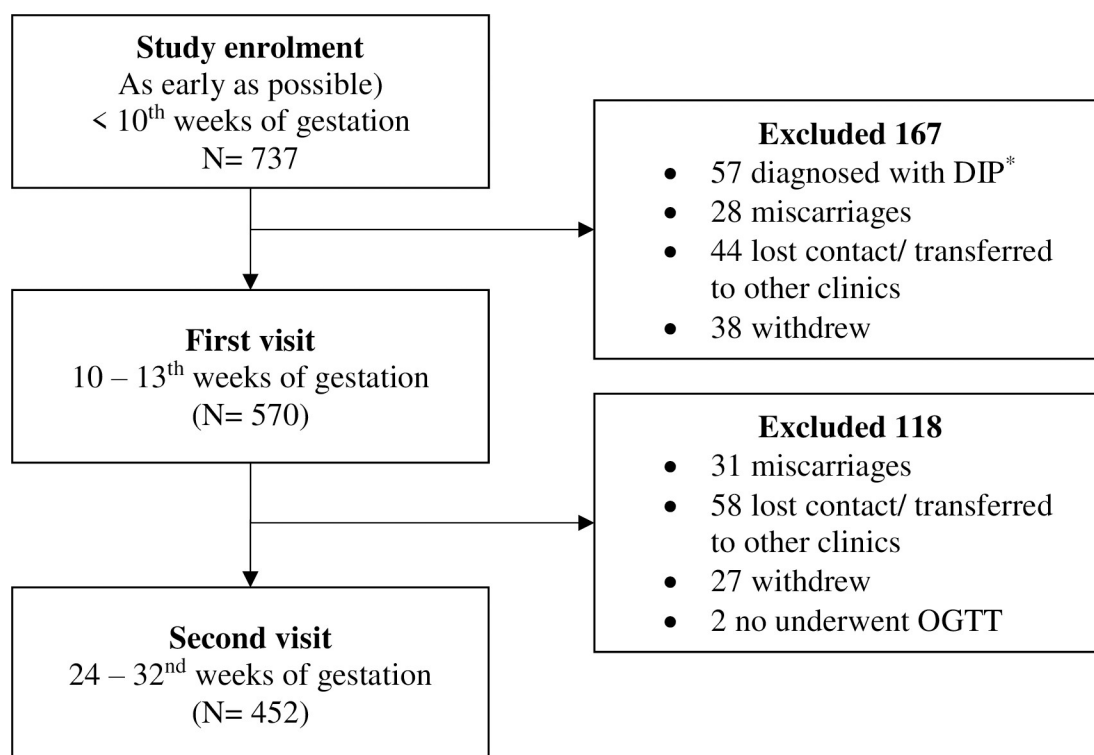 Study enrolment
As early as possible)
< 10th weeks of gestation
N= 737
Excluded 167
• 57 diagnosed with DIP*
• 28 miscarriages
• 44 lost contact/ transferred
to other clinics
• 38 withdrew
First visit
10 – 13th weeks of gestation
(N= 570)
Excluded 118
• 31 miscarriages
• 58 lost contact/ transferred
to other clinics
• 27 withdrew
• 2 no underwent OGTT
Second visit
24 – 32nd weeks of gestation
(N= 452)